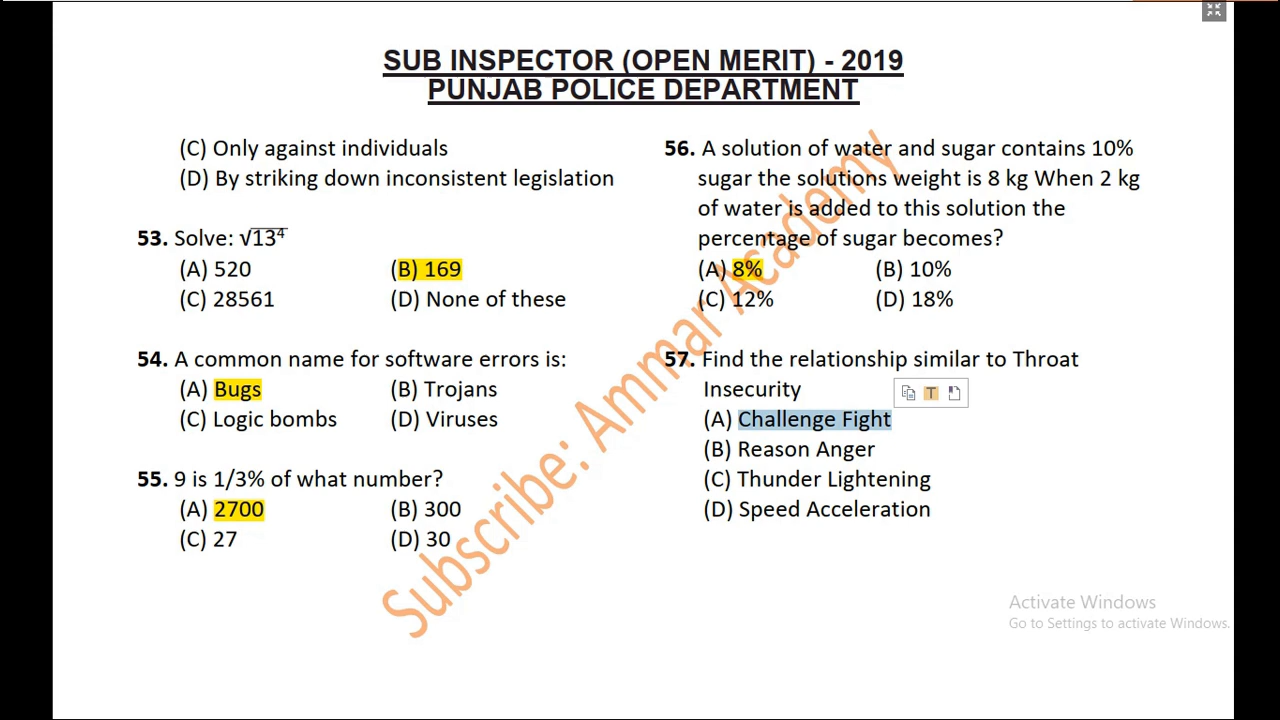 SUB INSPECTOR (OPEN MERIT) - 2019
PUNJAB POLICE DEPARTMENT
(C) Only against individuals
(D) By striking down inconsistent legislation
53. Solve: √13⁴
(A) 520 (B) 169
(C) 28561 (D) None of these
54. A common name for software errors is:
(A) Bugs (B) Trojans
(C) Logic bombs (D) Viruses
55. 9 is 1/3% of what number?
(A) 2700 (B) 300
(C) 27 (D) 30
56. A solution of water and sugar contains 10%
sugar the solutions weight is 8 kg When 2 kg
of water is added to this solution the
percentage of sugar becomes?
(A) 8% (B) 10%
(C) 12% (D) 18%
57. Find the relationship similar to Throat
Insecurity
(A) Challenge Fight
(B) Reason Anger
(C) Thunder Lightening
(D) Speed Acceleration
Subscribe: Ammar Academy
Activate Windows
Go to Settings to activate Windows.